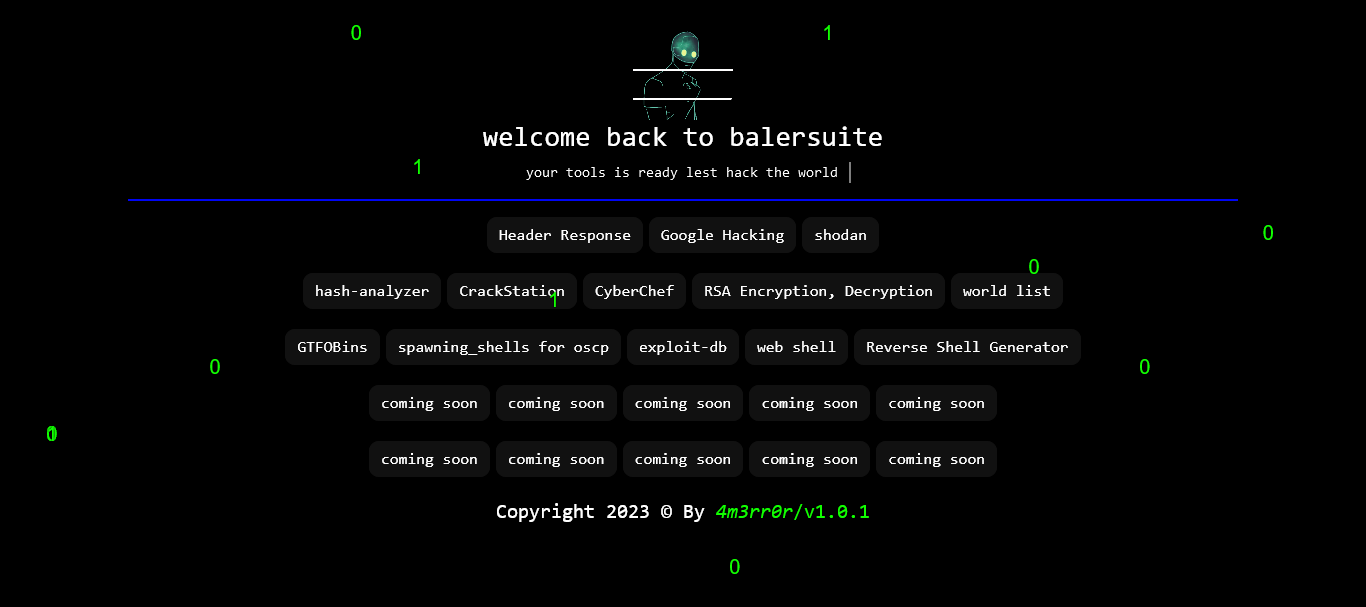 0 1
welcome back to balersuite
1
your tools is ready lest hack the world
Header Response Google Hacking shodan
0
0
hash-analyzer CrackStation CyberChef RSA Encryption, Decryption world list
1
GTFOBins spawning_shells for oscp exploit-db web shell Reverse Shell Generator
0 0
coming soon coming soon coming soon coming soon coming soon
0
coming soon coming soon coming soon coming soon coming soon
Copyright 2023 © By 4m3rr0r/v1.0.1
0